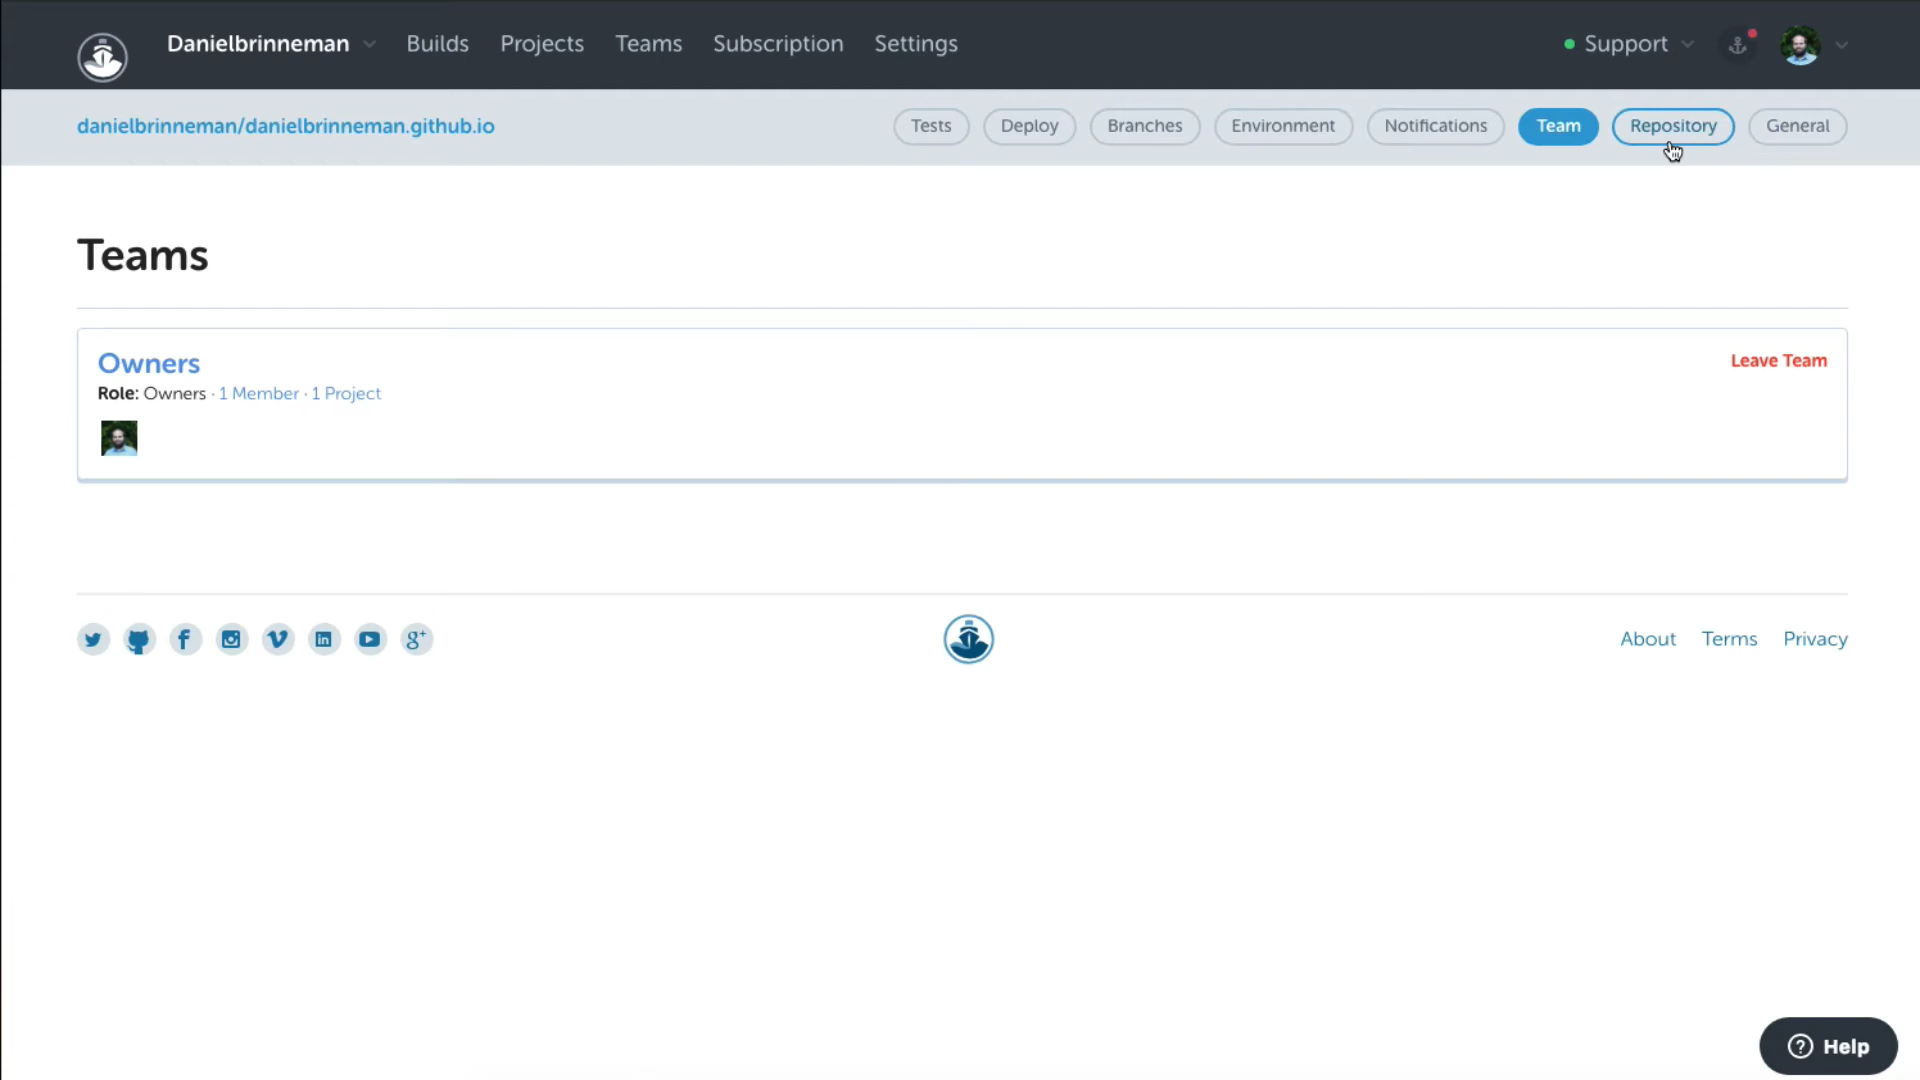 Danielbrinneman Builds Projects Teams Subscription Settings Support
danielbrinneman/danielbrinneman.github.io Tests Deploy Branches Environment Notifications Team Repository General
Teams
Owners Leave Team
Role: Owners · 1 Member · 1 Project
About Terms Privacy
Help